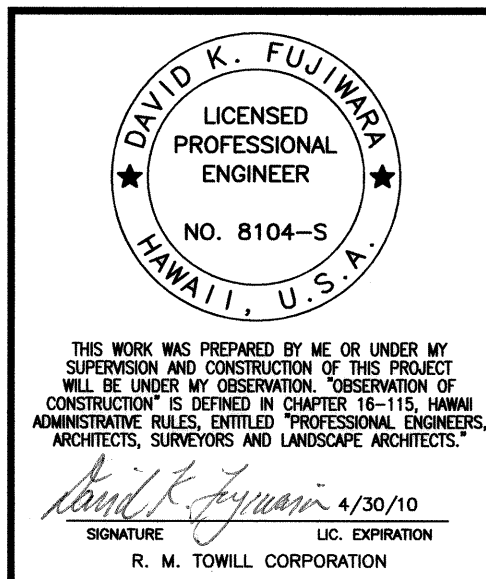 DAVID K. FUJIWARA
LICENSED
PROFESSIONAL
ENGINEER
NO. 8104-S
HAWAII, U.S.A.
THIS WORK WAS PREPARED BY ME OR UNDER MY
SUPERVISION AND CONSTRUCTION OF THIS PROJECT
WILL BE UNDER MY OBSERVATION. "OBSERVATION OF
CONSTRUCTION" IS DEFINED IN CHAPTER 16-115, HAWAII
ADMINISTRATIVE RULES, ENTITLED "PROFESSIONAL ENGINEERS,
ARCHITECTS, SURVEYORS AND LANDSCAPE ARCHITECTS."
David K. Fujiwara 4/30/10
SIGNATURE LIC. EXPIRATION
R. M. TOWILL CORPORATION